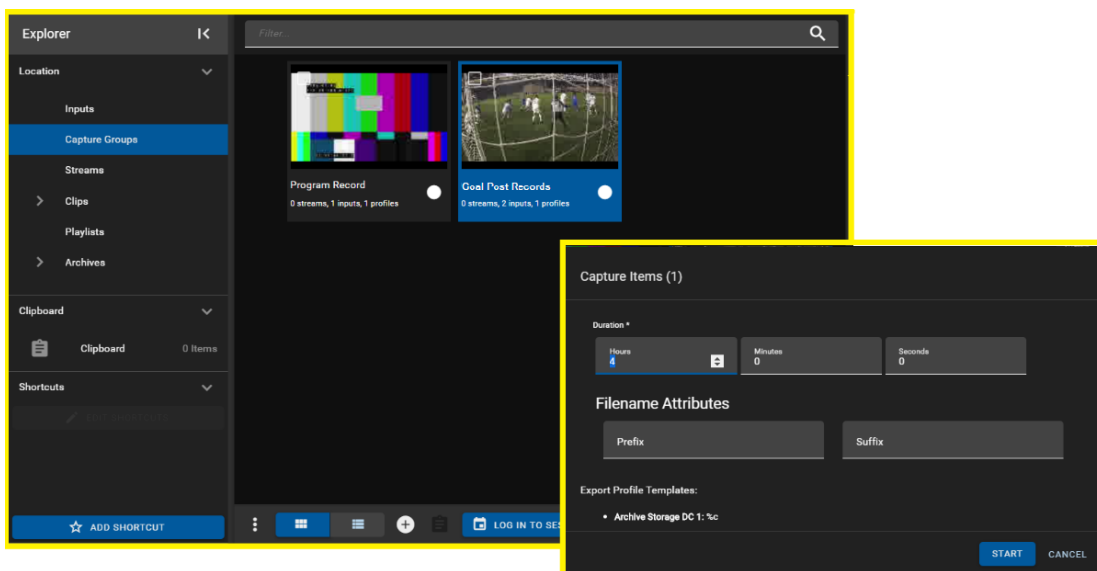 Explorer
Filter...
Location
Inputs
Capture Groups
Streams
Clips
Playlists
Archives
Clipboard
Clipboard 0 Items
Shortcuts
ADD SHORTCUT
Program Record
0 streams, 1 inputs, 1 profiles
Goal Post Records
0 streams, 2 inputs, 1 profiles
LOG IN TO SE
Capture Items (1)
Duration *
Hours Minutes Seconds
4 0 0
Filename Attributes
Prefix Suffix
Export Profile Templates:
• Archive Storage DC 1: %c
START CANCEL